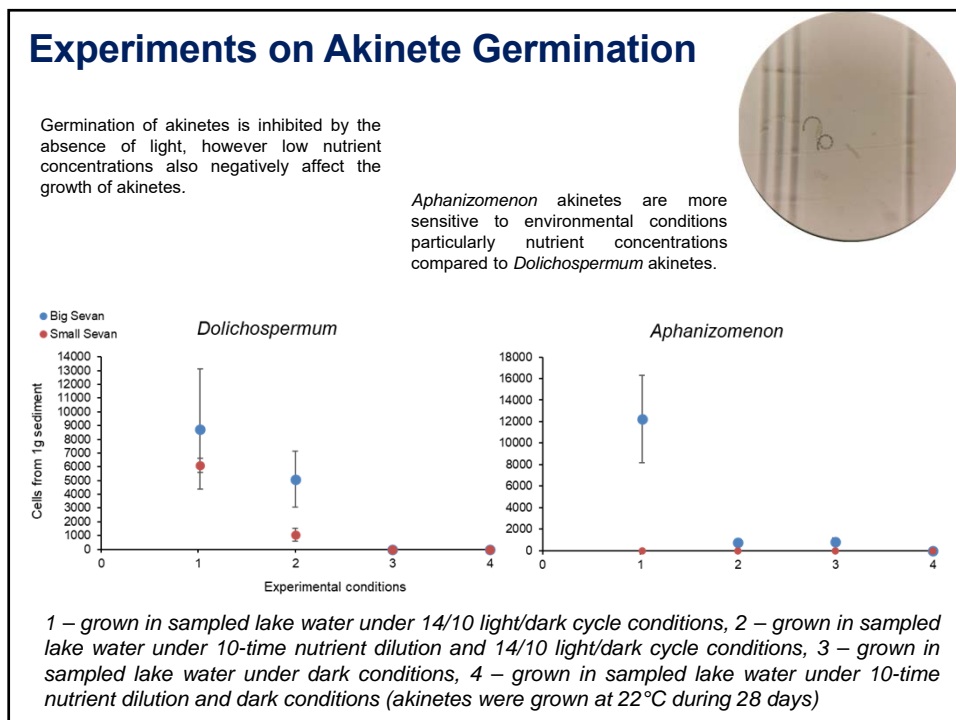 Experiments on Akinete Germination
Germination of akinetes is inhibited by the
absence of light, however low nutrient
concentrations also negatively affect the
growth of akinetes.
Aphanizomenon akinetes are more
sensitive to environmental conditions
particularly nutrient concentrations
compared to Dolichospermum akinetes.
Big Sevan
Small Sevan
Dolichospermum
14000
13000
12000
11000
10000
9000
8000
7000
6000
5000
4000
3000
2000
1000
0
Cells from 1g sediment
0 1 2 3 4
Experimental conditions
Aphanizomenon
18000
16000
14000
12000
10000
8000
6000
4000
2000
0
0 1 2 3 4
1 – grown in sampled lake water under 14/10 light/dark cycle conditions, 2 – grown in sampled
lake water under 10-time nutrient dilution and 14/10 light/dark cycle conditions, 3 – grown in
sampled lake water under dark conditions, 4 – grown in sampled lake water under 10-time
nutrient dilution and dark conditions (akinetes were grown at 22°C during 28 days)